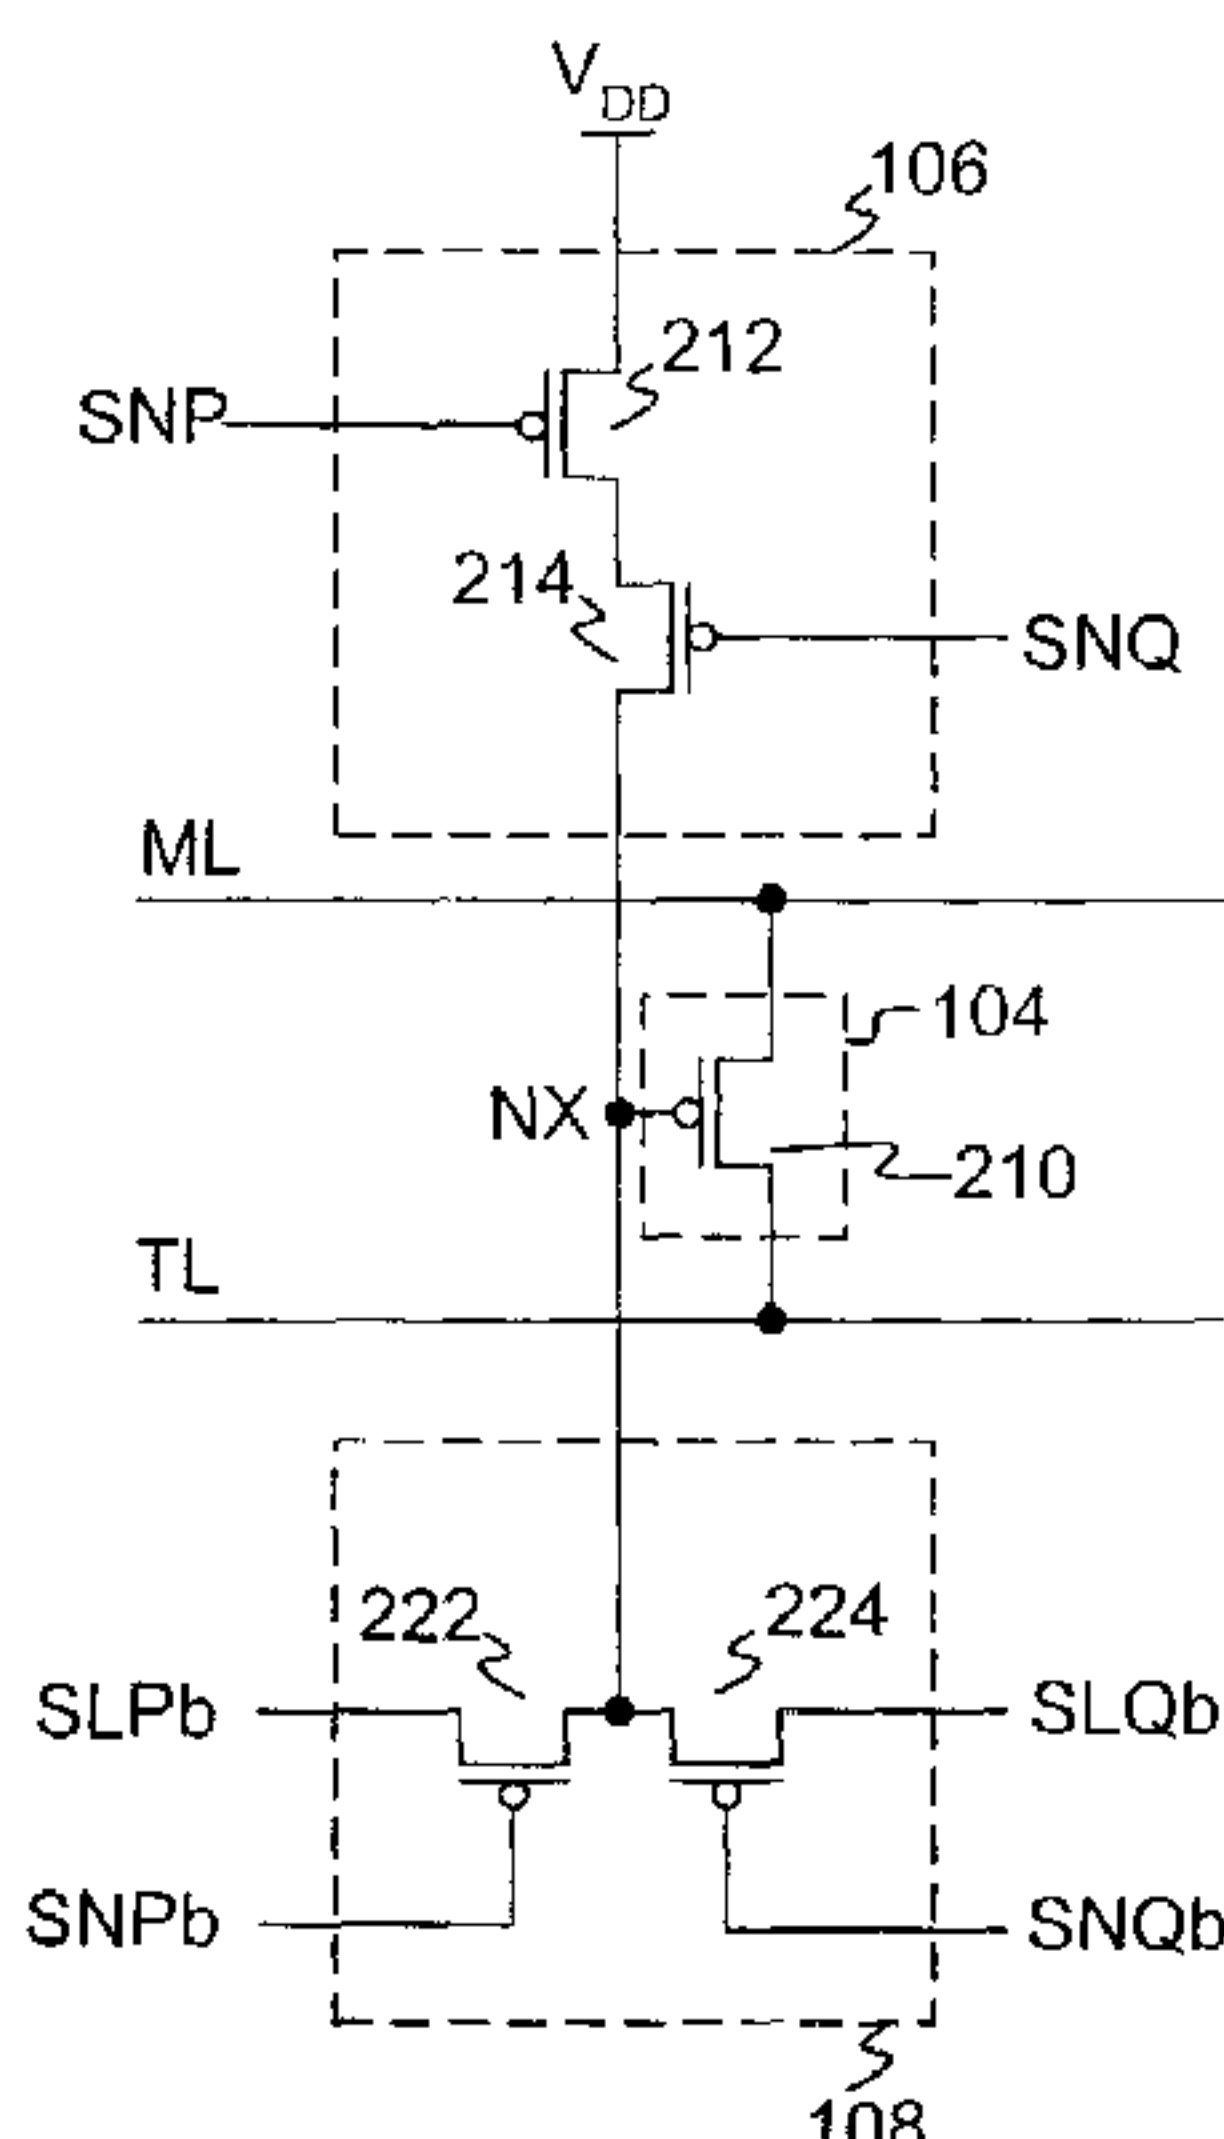 VDD
106
212
SNP
214
SNQ
ML
104
NX
210
TL
222
224
SLPb
SLQb
SNPb
SNQb
108